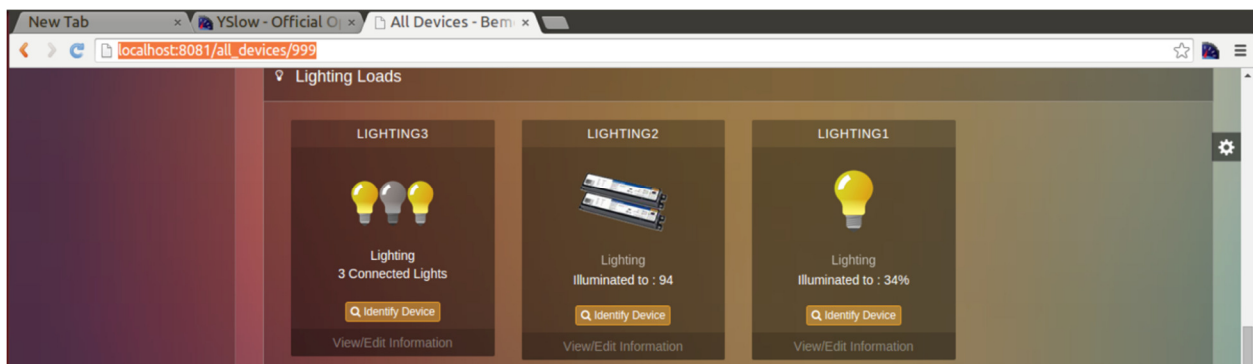 New Tab
YSlow - Official O
All Devices - Bem
localhost:8081/all_devices/999
Lighting Loads
LIGHTING3
Lighting
3 Connected Lights
Identify Device
View/Edit Information
LIGHTING2
Lighting
Illuminated to : 94
Identify Device
View/Edit Information
LIGHTING1
Lighting
Illuminated to : 34%
Identify Device
View/Edit Information